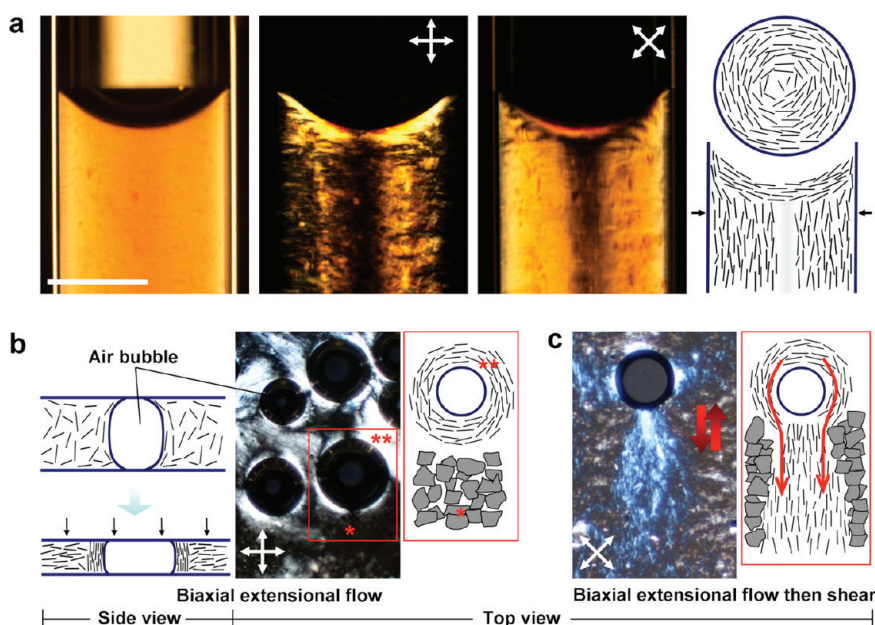 a
b
c
Air bubble
**
*
**
*
Biaxial extensional flow
Biaxial extensional flow then shear
Side view
Top view